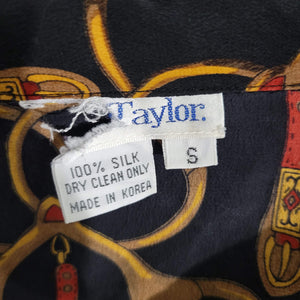 Taylor.
S
100% SILK
DRY CLEAN ONLY
MADE IN KOREA